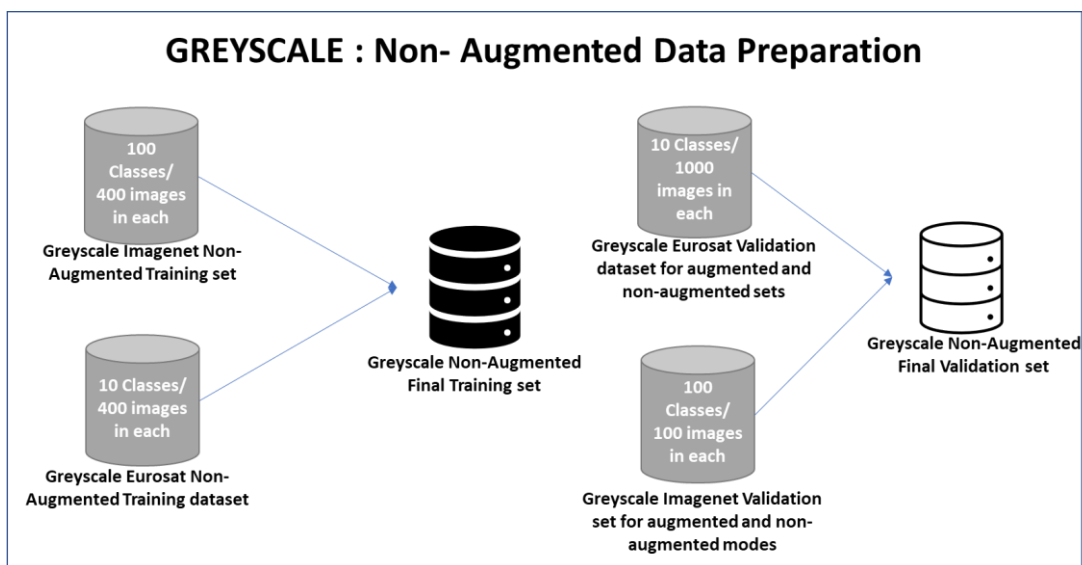 GREYSCALE : Non- Augmented Data Preparation
100
Classes/
400 images
in each
Greyscale Imagenet Non-
Augmented Training set
10 Classes/
400 images
in each
Greyscale Eurosat Non-
Augmented Training dataset
Greyscale Non-Augmented
Final Training set
10 Classes/
1000
images in
each
Greyscale Eurosat Validation
dataset for augmented and
non-augmented sets
100
Classes/
100 images
in each
Greyscale Imagenet Validation
set for augmented and non-
augmented modes
Greyscale Non-Augmented
Final Validation set